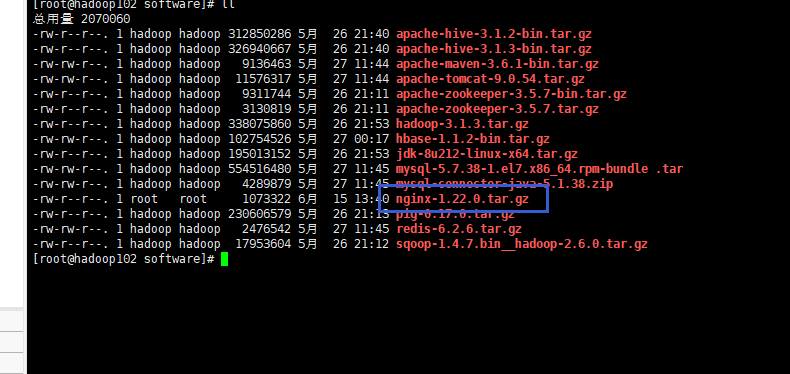 [root@hadoop102 software]# ll
总用量 2070060
-rw-r--r--. 1 hadoop hadoop 312850286 5月  26 21:40 apache-hive-3.1.2-bin.tar.gz
-rw-r--r--. 1 hadoop hadoop 326940667 5月  26 21:40 apache-hive-3.1.3-bin.tar.gz
-rw-rw-r--. 1 hadoop hadoop   9136463 5月  27 11:44 apache-maven-3.6.1-bin.tar.gz
-rw-rw-r--. 1 hadoop hadoop  11576317 5月  27 11:44 apache-tomcat-9.0.54.tar.gz
-rw-r--r--. 1 hadoop hadoop   9311744 5月  26 21:11 apache-zookeeper-3.5.7-bin.tar.gz
-rw-r--r--. 1 hadoop hadoop   3130819 5月  26 21:11 apache-zookeeper-3.5.7.tar.gz
-rw-r--r--. 1 hadoop hadoop 338075860 5月  26 21:53 hadoop-3.1.3.tar.gz
-rw-rw-r--. 1 hadoop hadoop 102754526 5月  27 00:17 hbase-1.1.2-bin.tar.gz
-rw-r--r--. 1 hadoop hadoop 195013152 5月  26 21:53 jdk-8u212-linux-x64.tar.gz
-rw-rw-r--. 1 hadoop hadoop 554516480 5月  27 11:45 mysql-5.7.38-1.el7.x86_64.rpm-bundle .tar
-rw-rw-r--. 1 hadoop hadoop   4289879 5月  27 11:45 mysql-connector-java-5.1.38.zip
-rw-r--r--. 1 root   root     1073322 6月  15 13:40 nginx-1.22.0.tar.gz
-rw-rw-r--. 1 hadoop hadoop 230606579 5月  26 21:13 pig-0.17.0.tar.gz
-rw-rw-r--. 1 hadoop hadoop   2476542 5月  27 11:45 redis-6.2.6.tar.gz
-rw-r--r--. 1 hadoop hadoop  17953604 5月  26 21:12 sqoop-1.4.7.bin__hadoop-2.6.0.tar.gz
[root@hadoop102 software]#